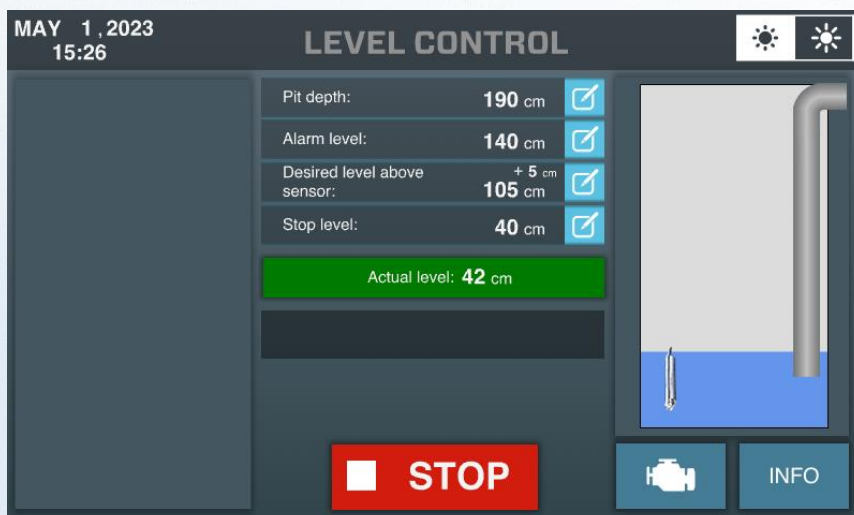 MAY 1,2023
15:26
LEVEL CONTROL
Pit depth: 190 cm
Alarm level: 140 cm
Desired level above + 5 cm
sensor: 105 cm
Stop level: 40 cm
Actual level: 42 cm
STOP
INFO